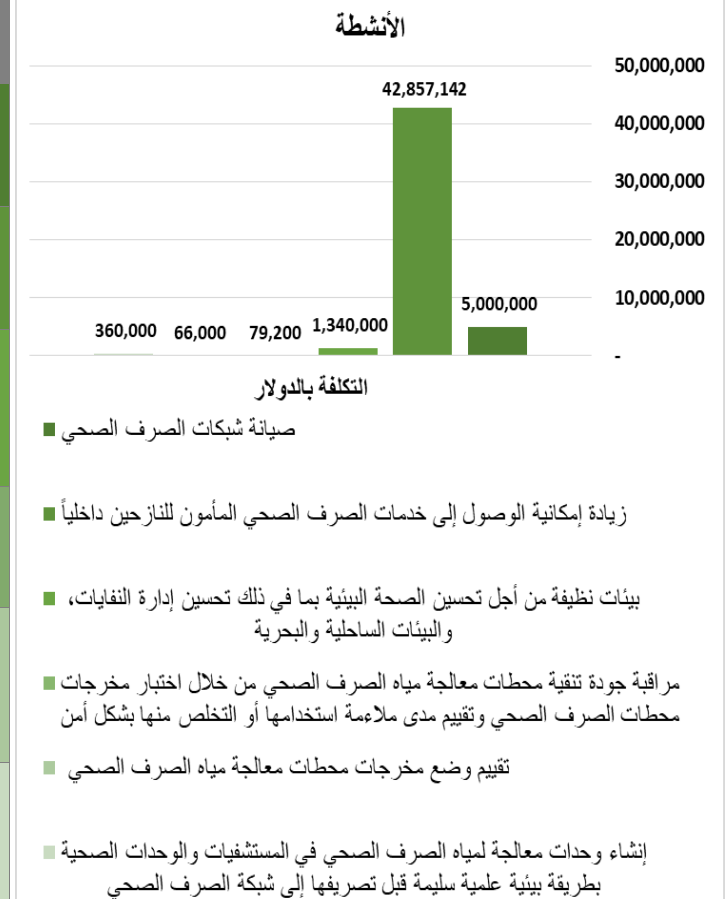 الأنشطة
50,000,000
40,000,000
30,000,000
20,000,000
10,000,000
-
5,000,000
42,857,142
1,340,000
79,200
66,000
360,000
التكلفة بالدولار
صيانة شبكات الصرف الصحي
زيادة إمكانية الوصول إلى خدمات الصرف الصحي المأمون للنازحين داخلياً
بيئات نظيفة من أجل تحسين الصحة البيئية بما في ذلك تحسين إدارة النفايات،
والبيئات الساحلية والبحرية
مراقبة جودة تنقية محطات معالجة مياه الصرف الصحي من خلال اختبار مخرجات
محطات الصرف الصحي وتقييم مدى ملاءمة استخدامها أو التخلص منها بشكل أمن
تقييم وضع مخرجات محطات معالجة مياه الصرف الصحي
إنشاء وحدات معالجة لمياه الصرف الصحي في المستشفيات والوحدات الصحية
بطريقة بيئية علمية سليمة قبل تصريفها إلى شبكة الصرف الصحي